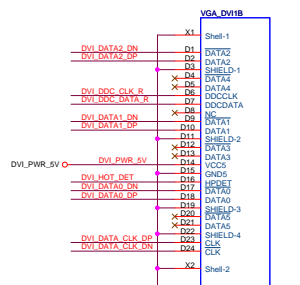 VGA_DVI1B
X1 Shell-1
DVI_DATA2_DN D1 DATA2
DVI_DATA2_DP D2 DATA2
D3 SHIELD-1
D4 DATA4
D5 DATA4
DVI_DDC_CLK_R D6 DDCCLK
DVI_DDC_DATA_R D7 DDCDATA
D8 NC
DVI_DATA1_DN D9 DATA1
DVI_DATA1_DP D10 DATA1
D11 SHIELD-2
D12 DATA3
D13 DATA3
DVI_PWR_5V DVI_PWR_5V D14 VCC5
D15 GND5
DVI_HOT_DET D16 HPDET
DVI_DATA0_DN D17 DATA0
DVI_DATA0_DP D18 DATA0
D19 SHIELD-3
D20 DATA5
D21 DATA5
D22 SHIELD-4
DVI_DATA_CLK_DP D23 CLK
DVI_DATA_CLK_DN D24 CLK
X2 Shell-2